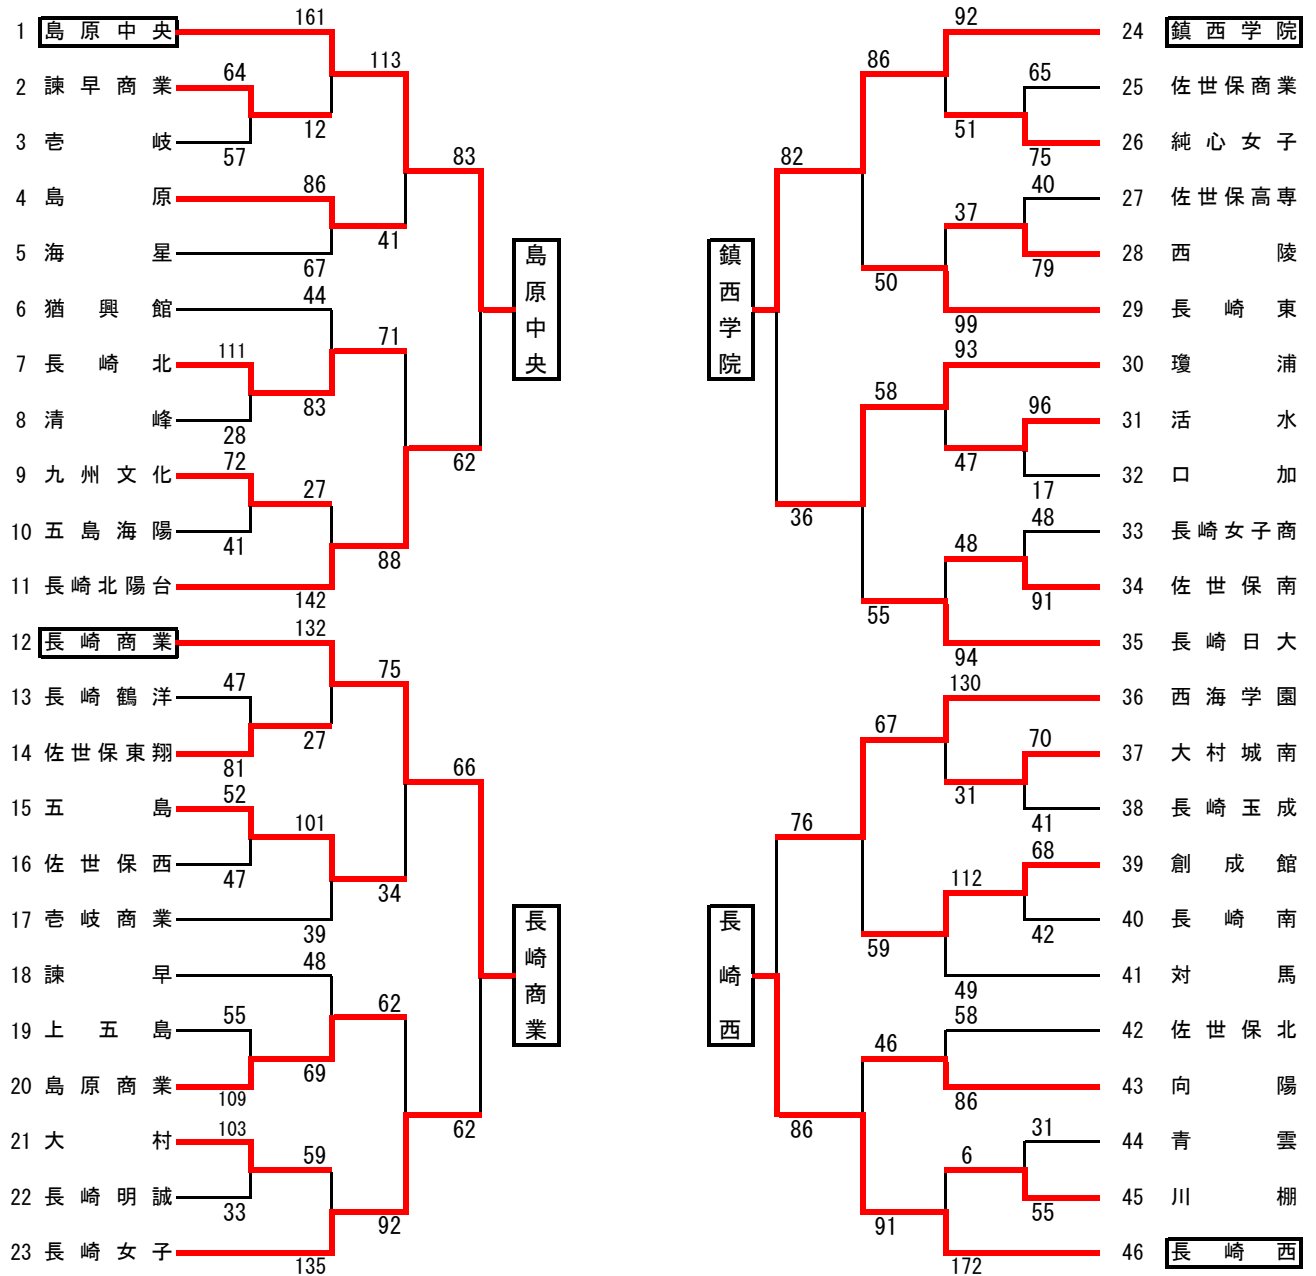 1 島原中央
161
2 諫早商業
64
12
3 壱岐
57
113
4 島原
86
5 海星
67
41
83
6 猶興館
44
7 長崎北
111
83
8 清峰
28
71
9 九州文化
72
27
10 五島海陽
41
11 長崎北陽台
142
88
62
島原中央
12 長崎商業
132
13 長崎鶴洋
47
14 佐世保東翔
81
27
75
15 五島
52
101
16 佐世保西
47
17 壱岐商業
39
34
66
18 諫早
48
19 上五島
55
20 島原商業
109
69
62
21 大村
103
59
22 長崎明誠
33
23 長崎女子
135
92
62
長崎商業
92
24 鎮西学院
65
25 佐世保商業
51
75
26 純心女子
86
40
27 佐世保高専
37
79
28 西陵
99
29 長崎東
50
82
93
30 瓊浦
96
31 活水
47
17
32 口加
58
48
33 長崎女子商
48
91
34 佐世保南
94
35 長崎日大
55
36
鎮西学院
130
36 西海学園
70
37 大村城南
31
41
38 長崎玉成
67
68
39 創成館
112
42
40 長崎南
49
41 対馬
59
76
58
42 佐世保北
86
43 向陽
46
31
44 青雲
6
55
45 川棚
172
46 長崎西
91
86
長崎西